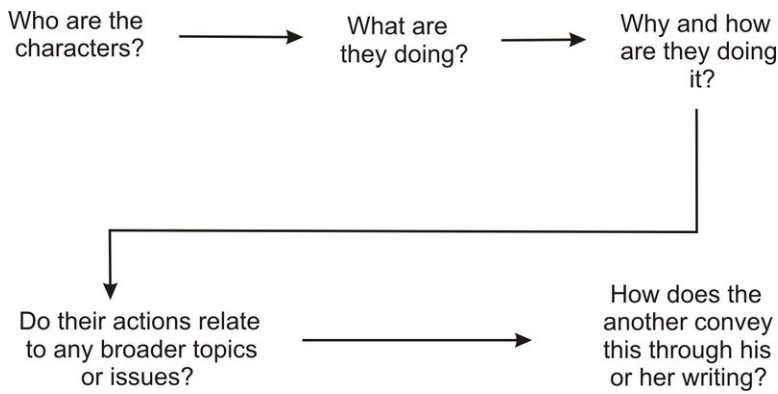 Who are the
characters?
What are
they doing?
Why and how
are they doing
it?
Do their actions relate
to any broader topics
or issues?
How does the
another convey
this through his
or her writing?